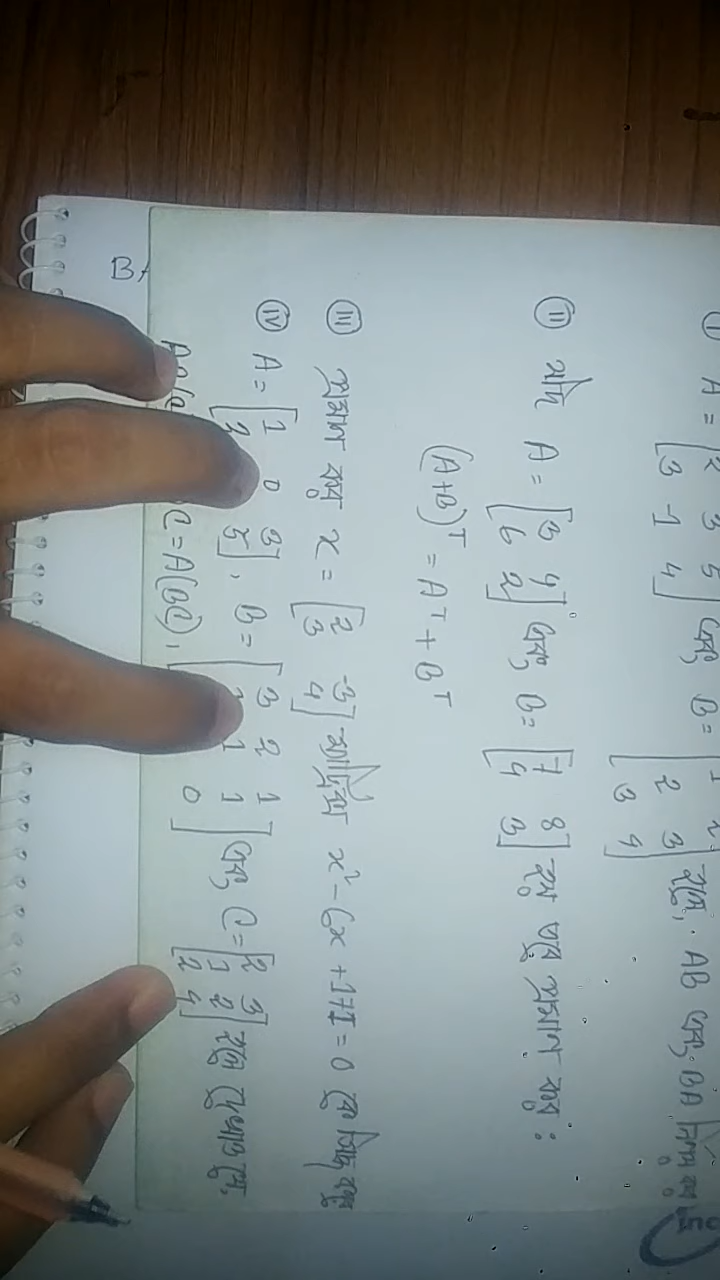 ① A = [2 3 5
3 -1 4] এবং B = [1 2
2 3
3 4] হলে, AB এবং BA নির্ণয় কর
⑪ যদি A = [3 4
6 2] এবং B = [7 8
4 3] হয় তবে প্রমাণ কর :
(A+B)ᵀ = Aᵀ + Bᵀ
⑪⑪ প্রমাণ কর x = [2 -3
3 4] ম্যাট্রিক্স x² - 6x + 17I = 0 কে সিদ্ধ করে
ⓘⓥ A = [1 0 3
5], B = [3 2 1
1 0] এবং C = [2 3
1 2
2 4] হলে দেখাও যে,
C = A(BC),
BA